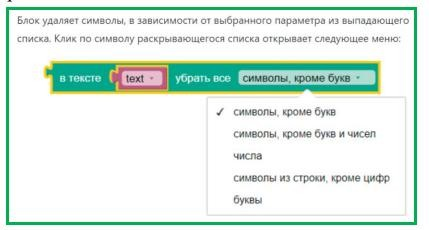 Блок удаляет символы, в зависимости от выбранного параметра из выпадающего
списка. Клик по символу раскрывающегося списка открывает следующее меню:
в тексте text убрать все символы, кроме букв
✓ символы, кроме букв
символы, кроме букв и чисел
числа
символы из строки, кроме цифр
буквы